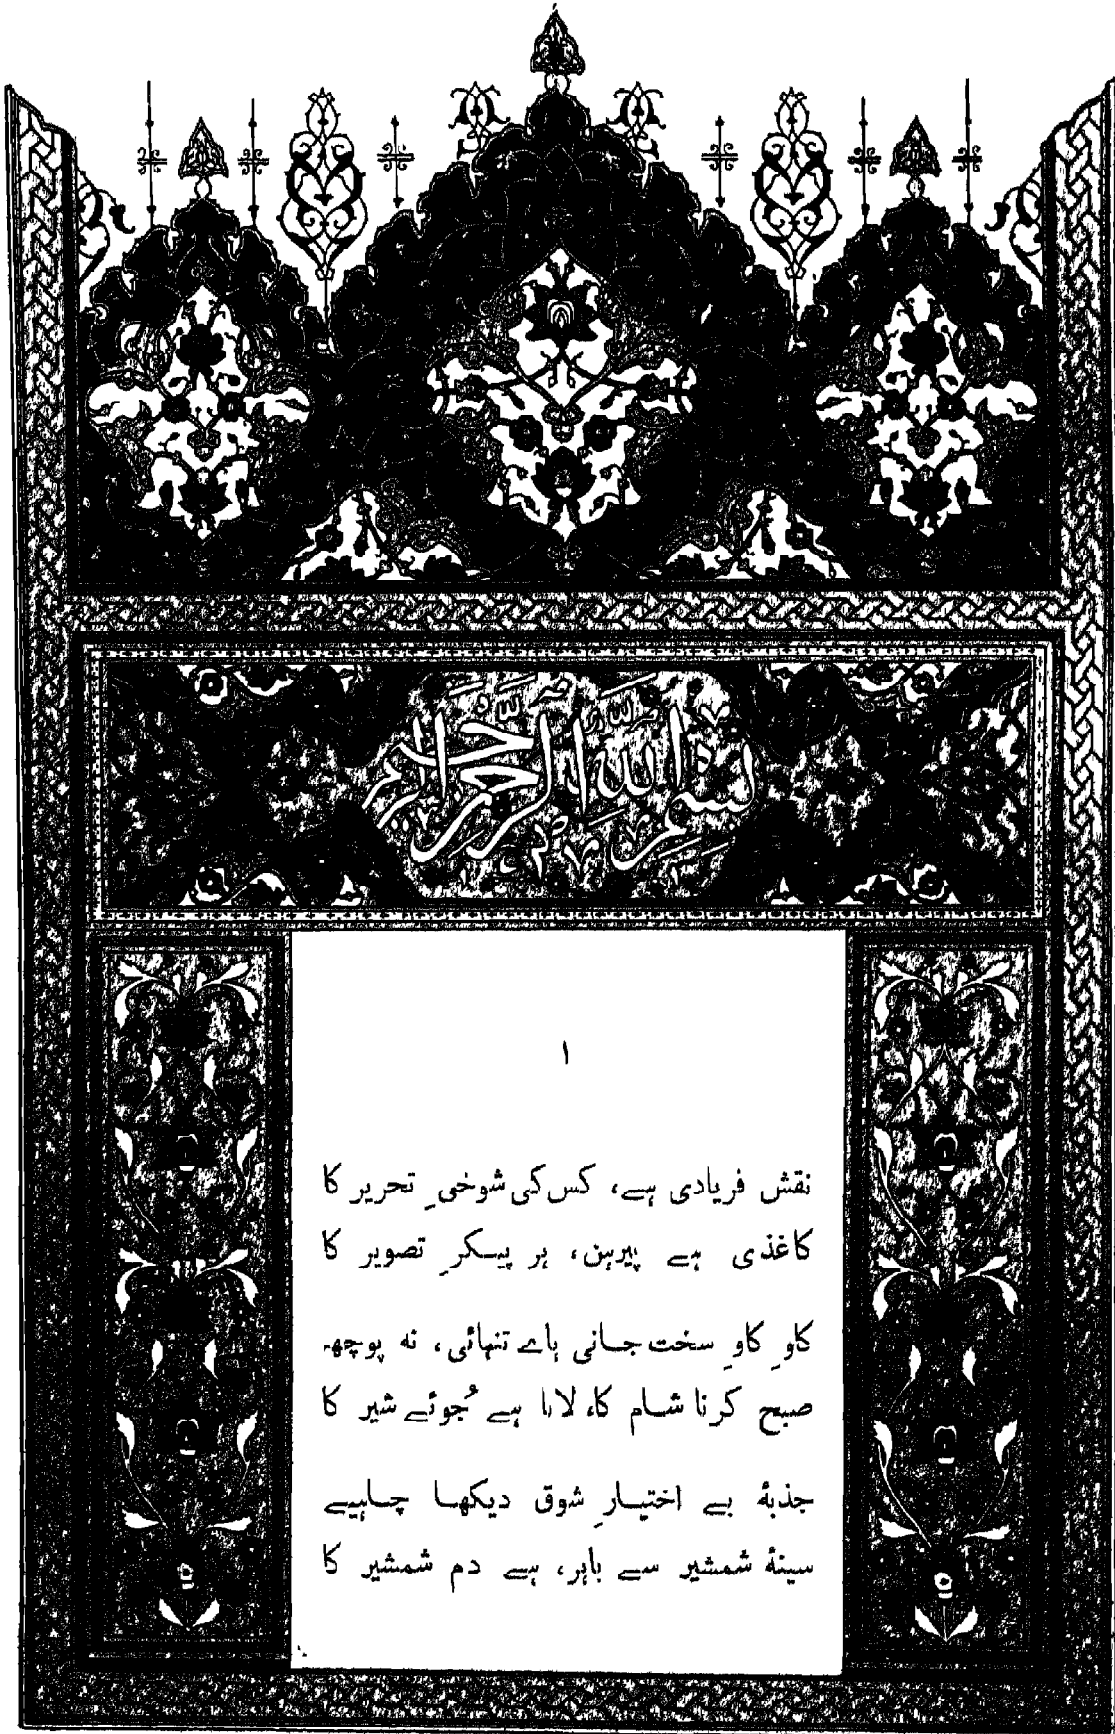 بسم اللہ الرحمن الرحیم
۱
نقش فریادی ہے، کس کی شوخیِ تحریر کا
کاغذی ہے پیرہن، ہر پیکرِ تصویر کا
کاوِ کاوِ سخت جانی ہاے تنہائی، نہ پوچھ
صبح کرنا شام کا، لانا ہے جُوئے شیر کا
جذبۂ بے اختیارِ شوق دیکھا چاہیے
سینۂ شمشیر سے باہر، ہے دم شمشیر کا